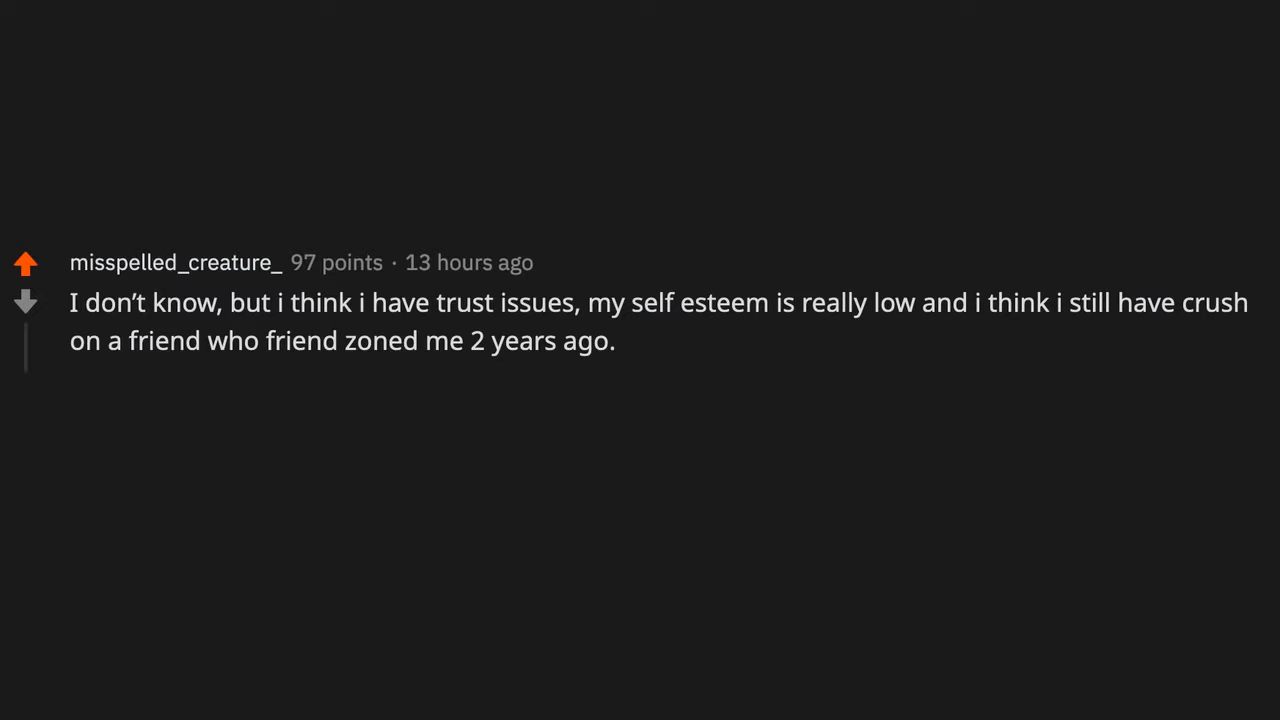 misspelled_creature_ 97 points · 13 hours ago
I don’t know, but i think i have trust issues, my self esteem is really low and i think i still have crush
on a friend who friend zoned me 2 years ago.